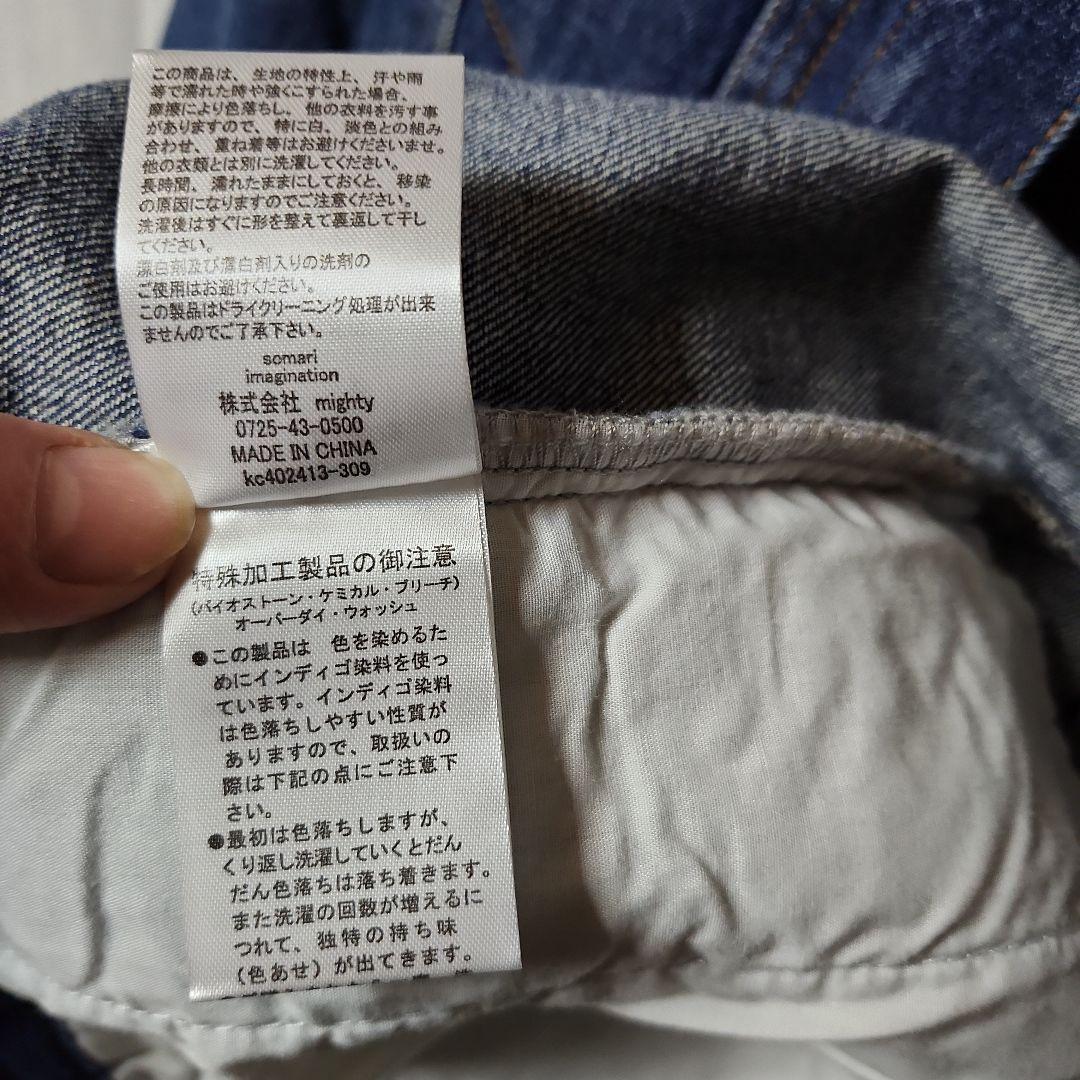 この商品は、生地の特性上、汗や雨
等で濡れた時や強くこすられた場合、
摩擦により色落ちし、他の衣料を汚す事
がありますので、特に白、淡色との組み
合わせ、重ね着等はお避けくださいませ。
他の衣類とは別に洗濯してください。
長時間、濡れたままにしておくと、移染
の原因になりますのでご注意ください。
洗濯後はすぐに形を整えて裏返して干し
てください。
漂白剤及び漂白剤入りの洗剤の
ご使用はお避けください。
この製品はドライクリーニング処理が出来
ませんのでご了承下さい。
somari
imagination
株式会社 mighty
0725-43-0500
MADE IN CHINA
kc402413-309
特殊加工製品の御注意
(バイオストーン・ケミカル・ブリーチ)
オーバーダイ・ウォッシュ
●この製品は 色を染めるた
めにインディゴ染料を使っ
ています。インディゴ染料
は色落ちしやすい性質が
ありますので、取扱いの
際は下記の点にご注意下
さい。
●最初は色落ちしますが、
くり返し洗濯していくとだん
だん色落ちは落ち着きます。
また洗濯の回数が増えるに
つれて、独特の持ち味
(色あせ)が出てきます。